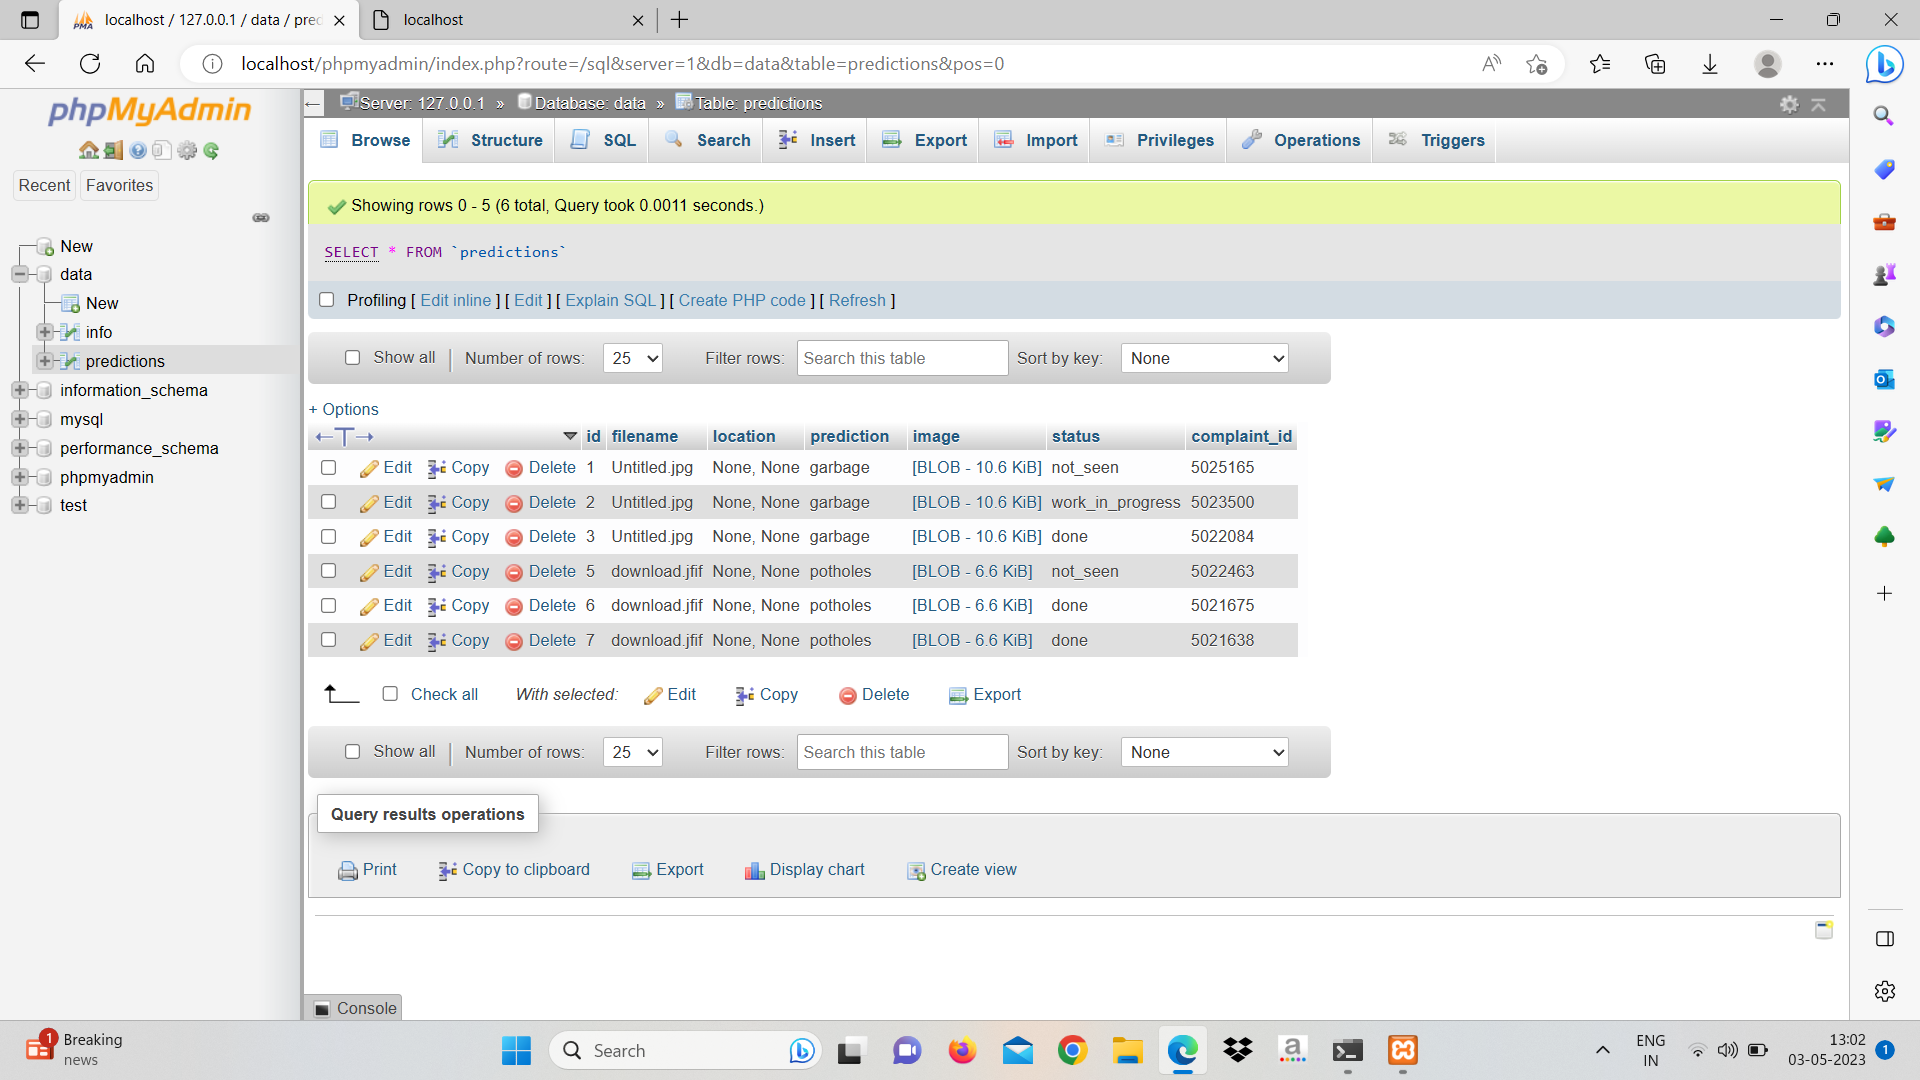 localhost / 127.0.0.1 / data / pred
localhost
localhost/phpmyadmin/index.php?route=/sql&server=1&db=data&table=predictions&pos=0
phpMyAdmin
Recent Favorites
New
data
New
info
predictions
information_schema
mysql
performance_schema
phpmyadmin
test
Server: 127.0.0.1 » Database: data » Table: predictions
Browse Structure SQL Search Insert Export Import Privileges Operations Triggers
Showing rows 0 - 5 (6 total, Query took 0.0011 seconds.)
SELECT * FROM `predictions`
Profiling [ Edit inline ] [ Edit ] [ Explain SQL ] [ Create PHP code ] [ Refresh ]
Show all Number of rows: 25 Filter rows: Search this table Sort by key: None
+ Options
←T→ id filename location prediction image status complaint_id
Edit Copy Delete 1 Untitled.jpg None, None garbage [BLOB - 10.6 KiB] not_seen 5025165
Edit Copy Delete 2 Untitled.jpg None, None garbage [BLOB - 10.6 KiB] work_in_progress 5023500
Edit Copy Delete 3 Untitled.jpg None, None garbage [BLOB - 10.6 KiB] done 5022084
Edit Copy Delete 5 download.jfif None, None potholes [BLOB - 6.6 KiB] not_seen 5022463
Edit Copy Delete 6 download.jfif None, None potholes [BLOB - 6.6 KiB] done 5021675
Edit Copy Delete 7 download.jfif None, None potholes [BLOB - 6.6 KiB] done 5021638
Check all With selected: Edit Copy Delete Export
Show all Number of rows: 25 Filter rows: Search this table Sort by key: None
Query results operations
Print Copy to clipboard Export Display chart Create view
Console
1 Breaking
news
Search
ENG
IN
13:02
03-05-2023
1